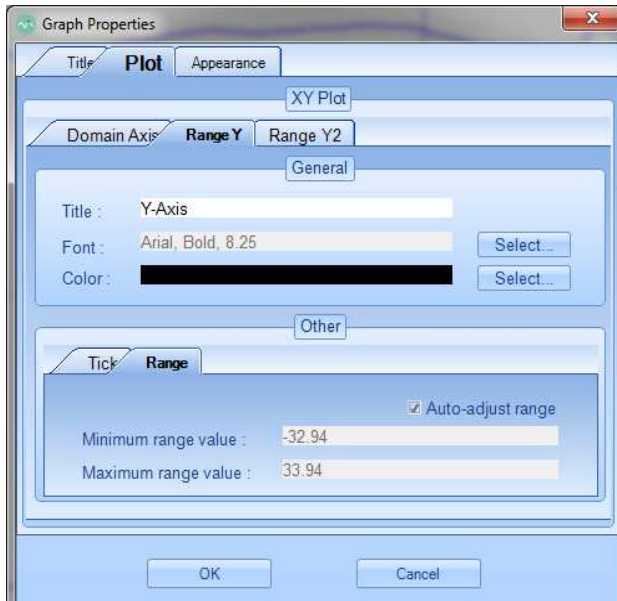 Graph Properties
Title Plot Appearance
XY Plot
Domain Axis Range Y Range Y2
General
Title : Y-Axis
Font : Arial, Bold, 8.25 Select...
Color : Select...
Other
Tick Range
Auto-adjust range
Minimum range value : -32.94
Maximum range value : 33.94
OK Cancel